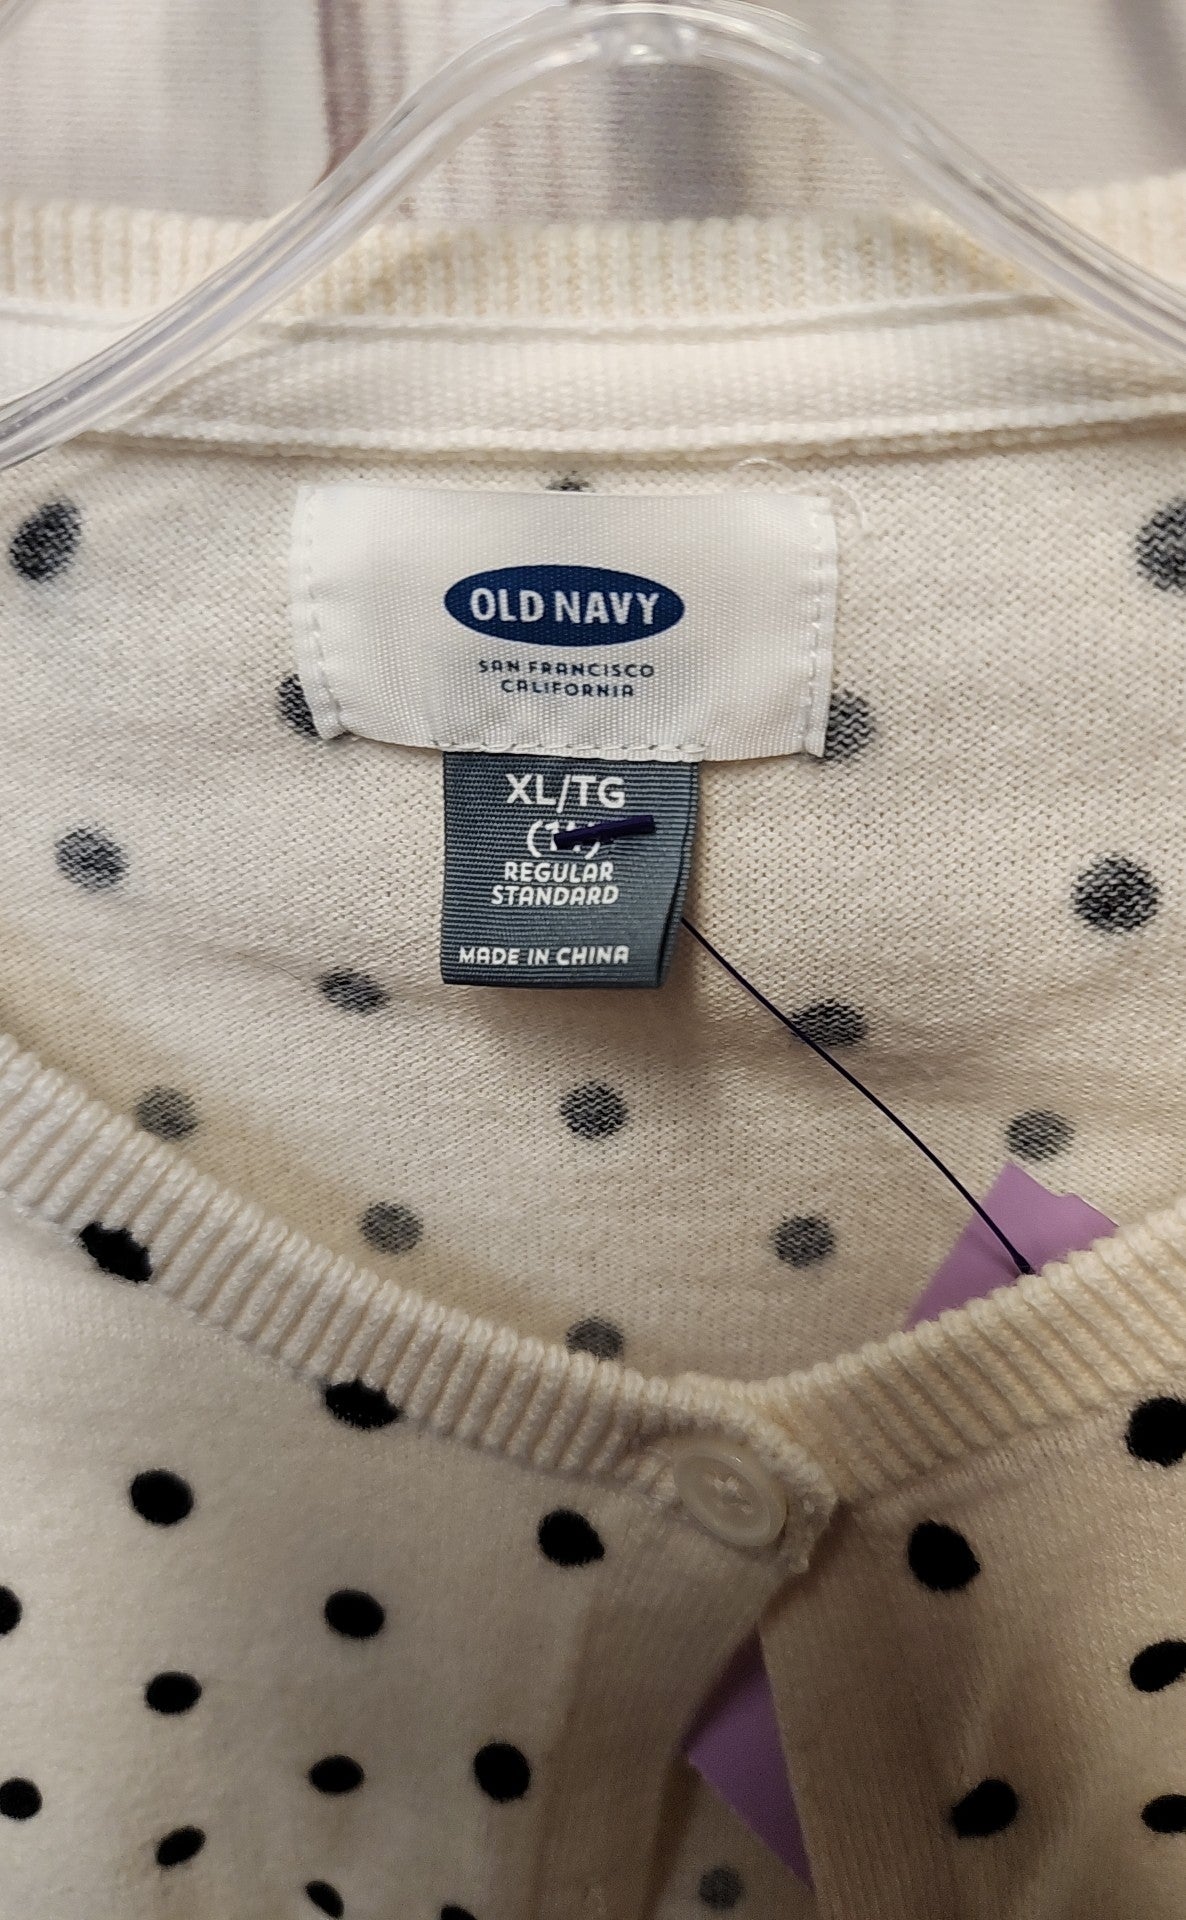 OLD NAVY
SAN FRANCISCO
CALIFORNIA
XL/TG
REGULAR
STANDARD
MADE IN CHINA